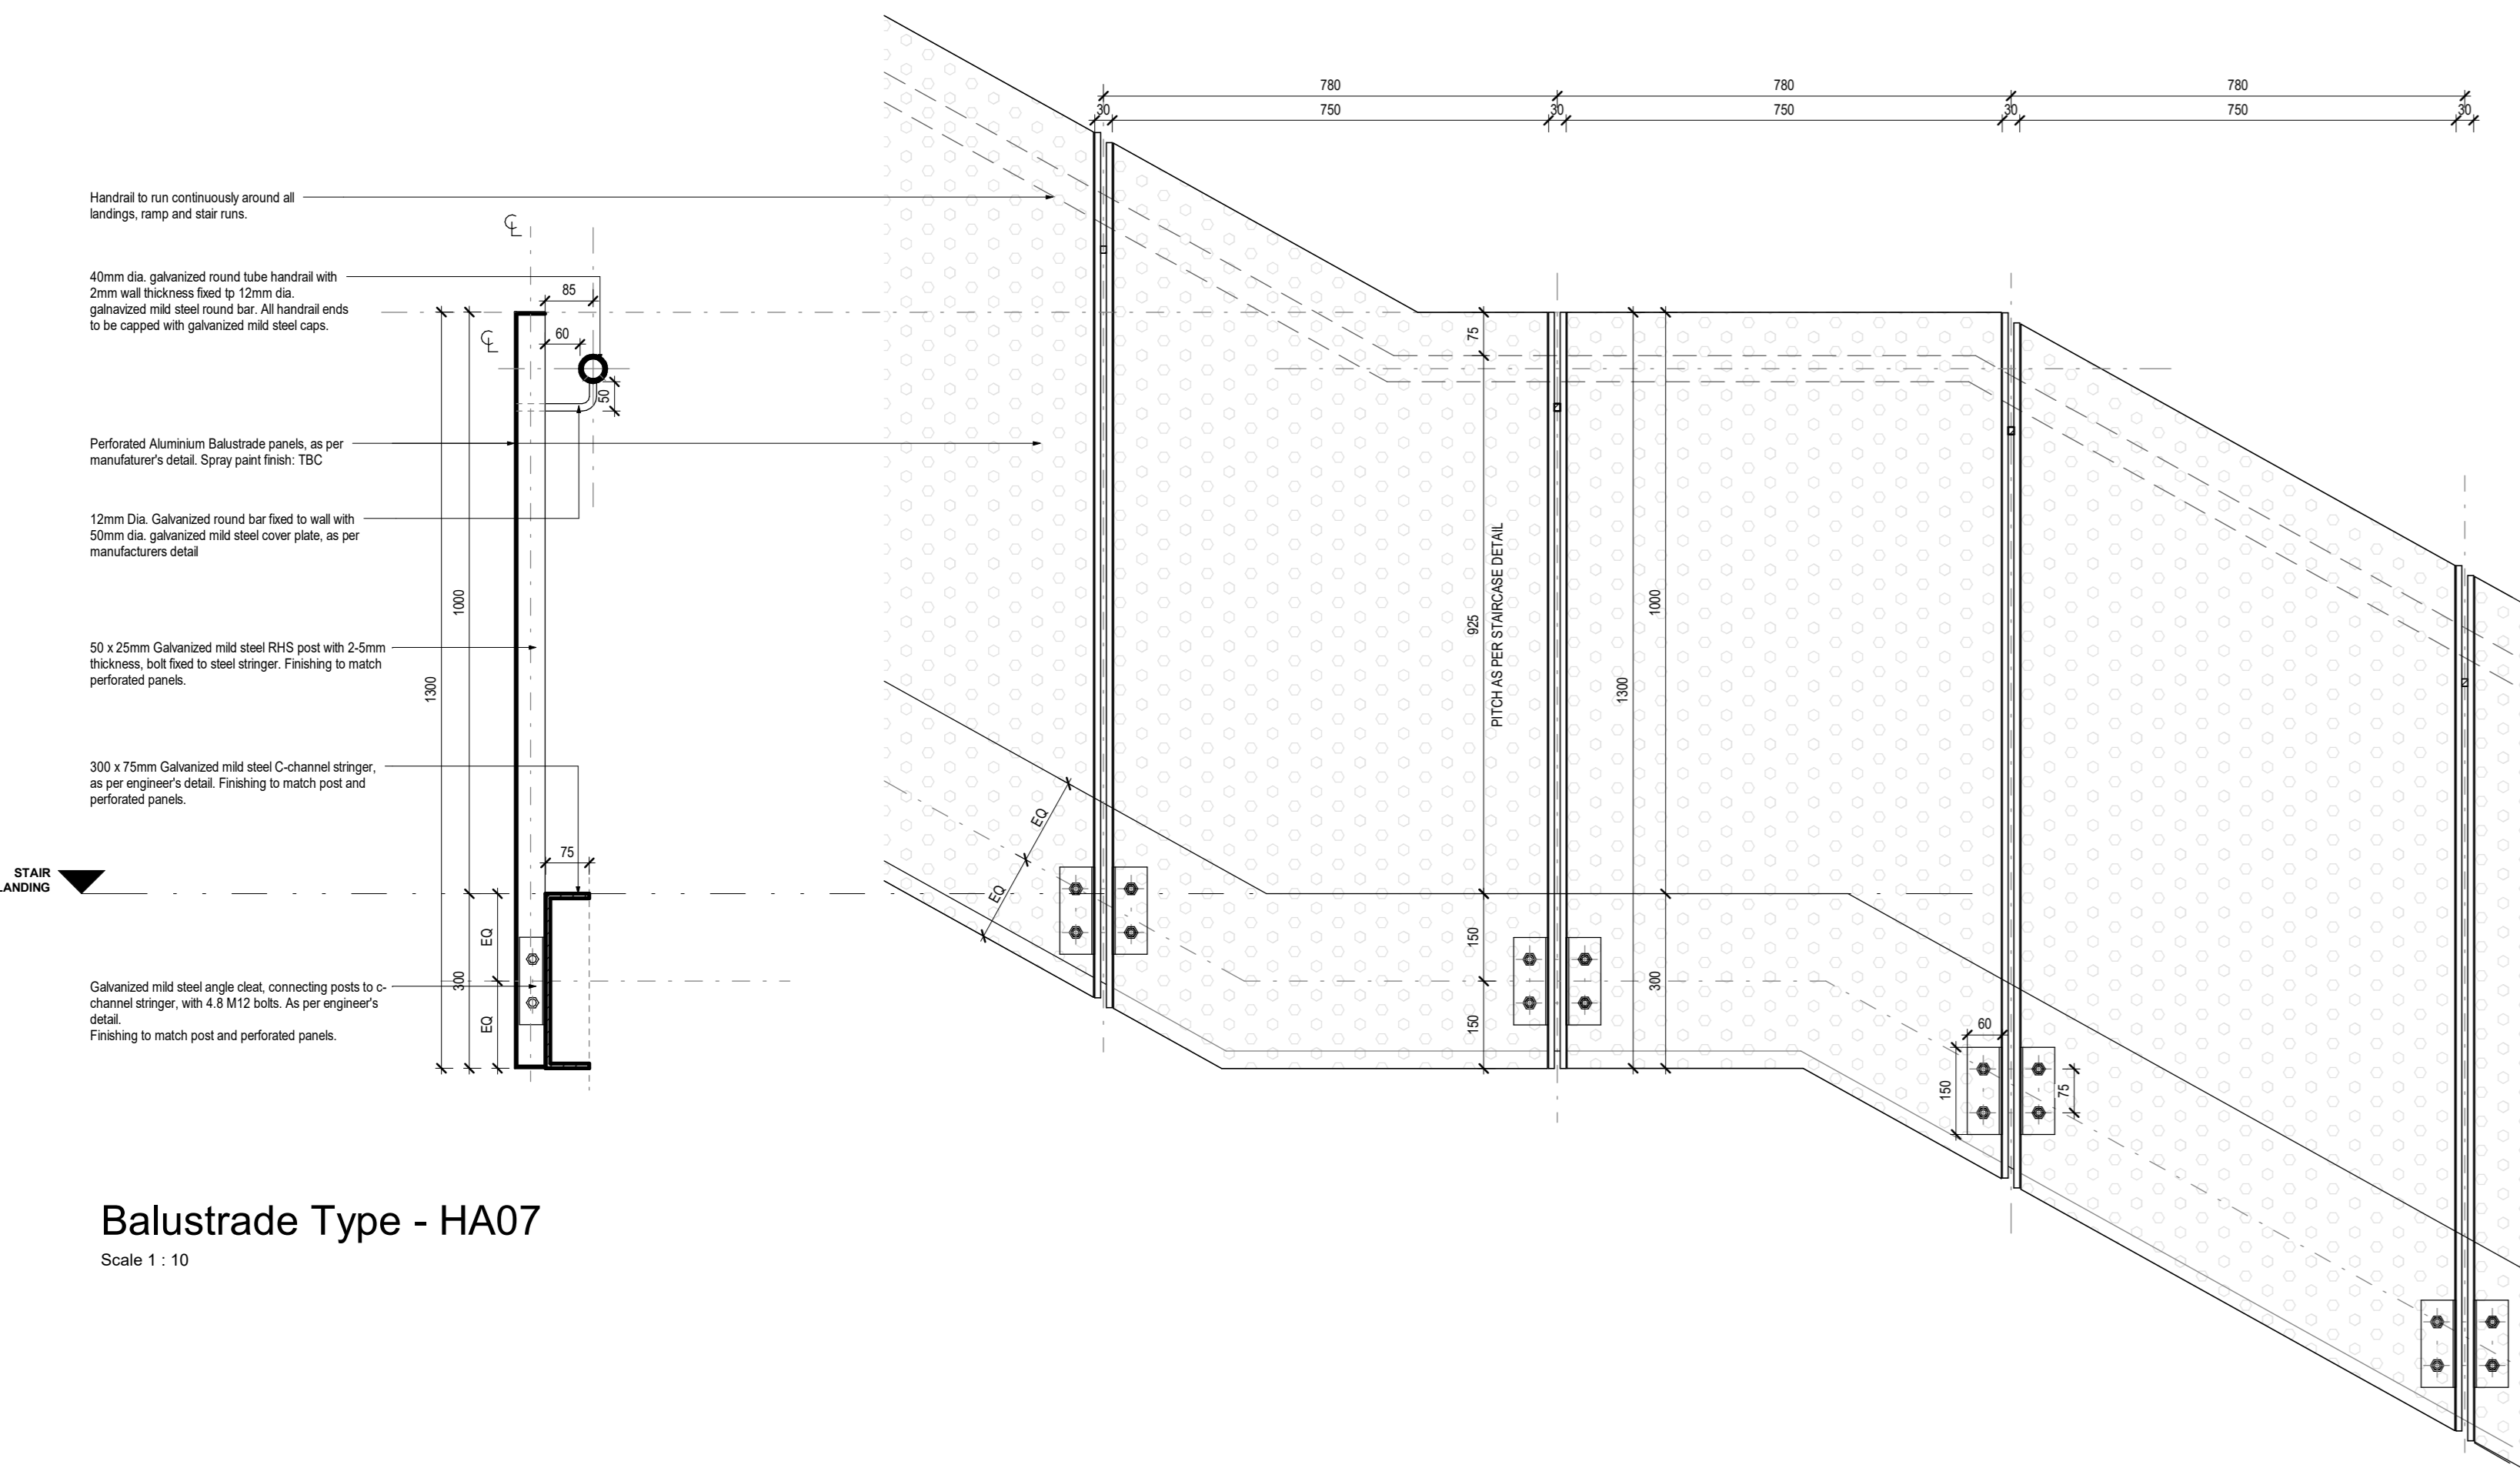 780
780
780
30
750
30
750
30
750
30
Handrail to run continuously around all
landings, ramp and stair runs.
40mm dia. galvanized round tube handrail with
2mm wall thickness fixed tp 12mm dia.
galnavized mild steel round bar. All handrail ends
to be capped with galvanized mild steel caps.
Perforated Aluminium Balustrade panels, as per
manufaturer's detail. Spray paint finish: TBC
12mm Dia. Galvanized round bar fixed to wall with
50mm dia. galvanized mild steel cover plate, as per
manufacturers detail
50 x 25mm Galvanized mild steel RHS post with 2-5mm
thickness, bolt fixed to steel stringer. Finishing to match
perforated panels.
300 x 75mm Galvanized mild steel C-channel stringer,
as per engineer's detail. Finishing to match post and
perforated panels.
STAIR
LANDING
Galvanized mild steel angle cleat, connecting posts to c-
channel stringer, with 4.8 M12 bolts. As per engineer's
detail.
Finishing to match post and perforated panels.
CL
CL
85
60
50
1000
1300
75
EQ
300
EQ
75
925
PITCH AS PER STAIRCASE DETAIL
1000
1300
EQ
EQ
150
300
150
60
150
75
Balustrade Type - HA07
Scale 1 : 10